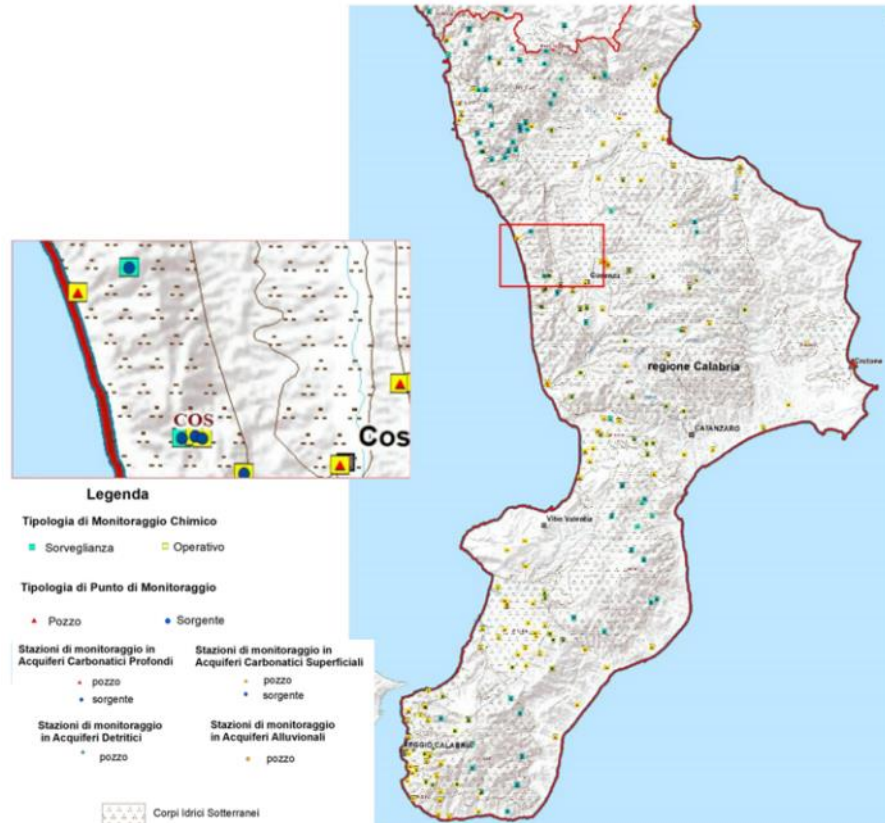 Cosenza
regione Calabria
Crotone
CATANZARO
Vibo Valentia
REGGIO CALABRIA
COS
Cos
Legenda
Tipologia di Monitoraggio Chimico
Sorveglianza
Operativo
Tipologia di Punto di Monitoraggio
Pozzo
Sorgente
Stazioni di monitoraggio in
Acquiferi Carbonatici Profondi
pozzo
sorgente
Stazioni di monitoraggio in
Acquiferi Carbonatici Superficiali
pozzo
sorgente
Stazioni di monitoraggio
in Acquiferi Detritici
pozzo
Stazioni di monitoraggio
in Acquiferi Alluvionali
pozzo
Corpi Idrici Sotterranei